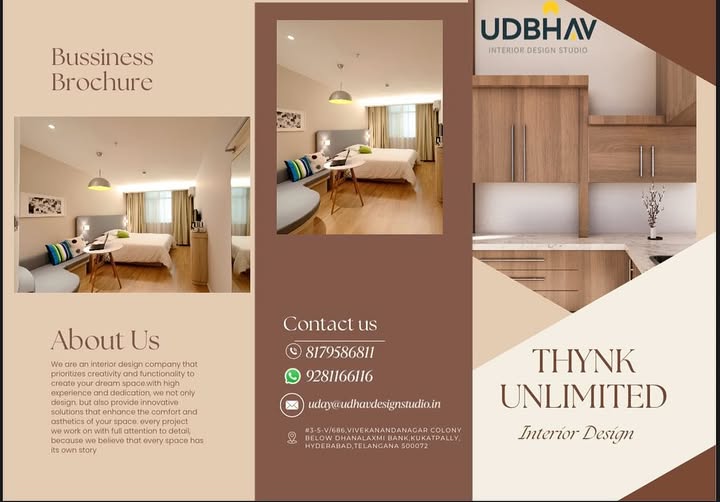 Bussiness
Brochure
About Us
We are an interior design company that
prioritizes creativity and functionality to
create your dream space.with high
experience and dedication, we not only
design. but also provide innovative
solutions that enhance the comfort and
asthetics of your space. every project
we work on with full attention to detail,
because we believe that every space has
its own story
Contact us
8179586811
9281166116
uday@udhavdesignstudio.in
#3-5-V/686,VIVEKANANDANAGAR COLONY
BELOW DHANALAXMI BANK,KUKATPALLY,
HYDERABAD,TELANGANA 500072
UDBHAV
INTERIOR DESIGN STUDIO
THYNK
UNLIMITED
Interior Design